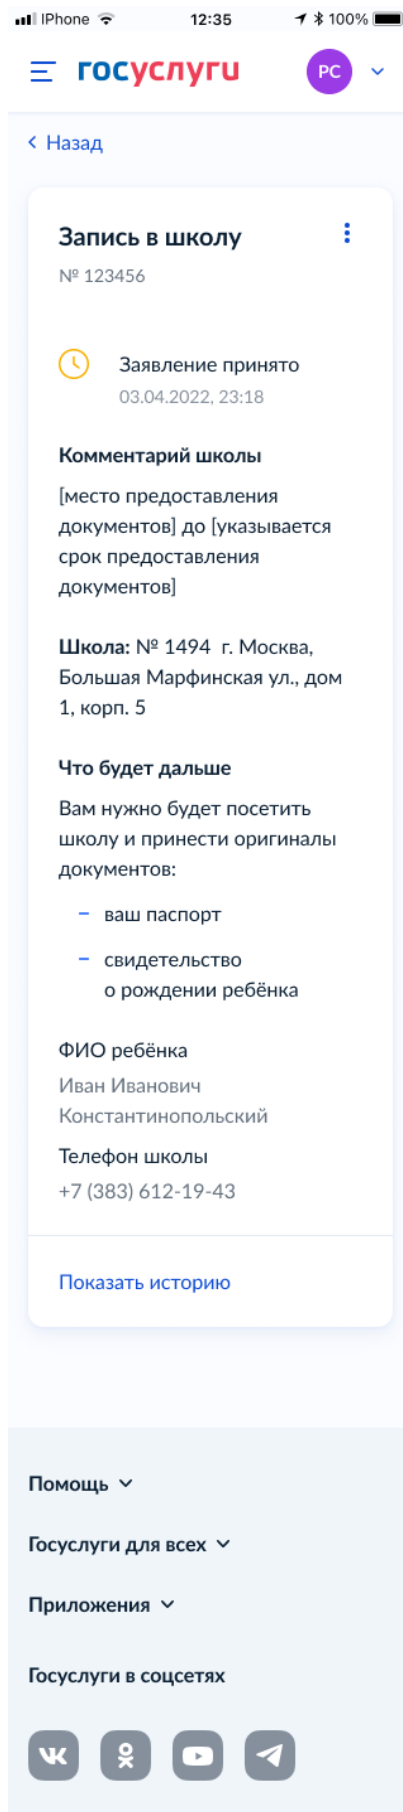 IPhone 12:35 100%
госуслуги РС
Назад
Запись в школу
№ 123456
Заявление принято
03.04.2022, 23:18
Комментарий школы
[место предоставления
документов] до [указывается
срок предоставления
документов]
Школа: № 1494 г. Москва,
Большая Марфинская ул., дом
1, корп. 5
Что будет дальше
Вам нужно будет посетить
школу и принести оригиналы
документов:
– ваш паспорт
– свидетельство
о рождении ребёнка
ФИО ребёнка
Иван Иванович
Константинопольский
Телефон школы
+7 (383) 612-19-43
Показать историю
Помощь
Госуслуги для всех
Приложения
Госуслуги в соцсетях